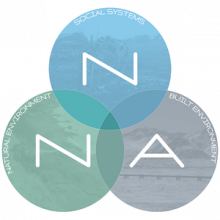 SOCIAL SYSTEMS
N
NATURAL ENVIRONMENT
BUILT ENVIRONMENT
N A